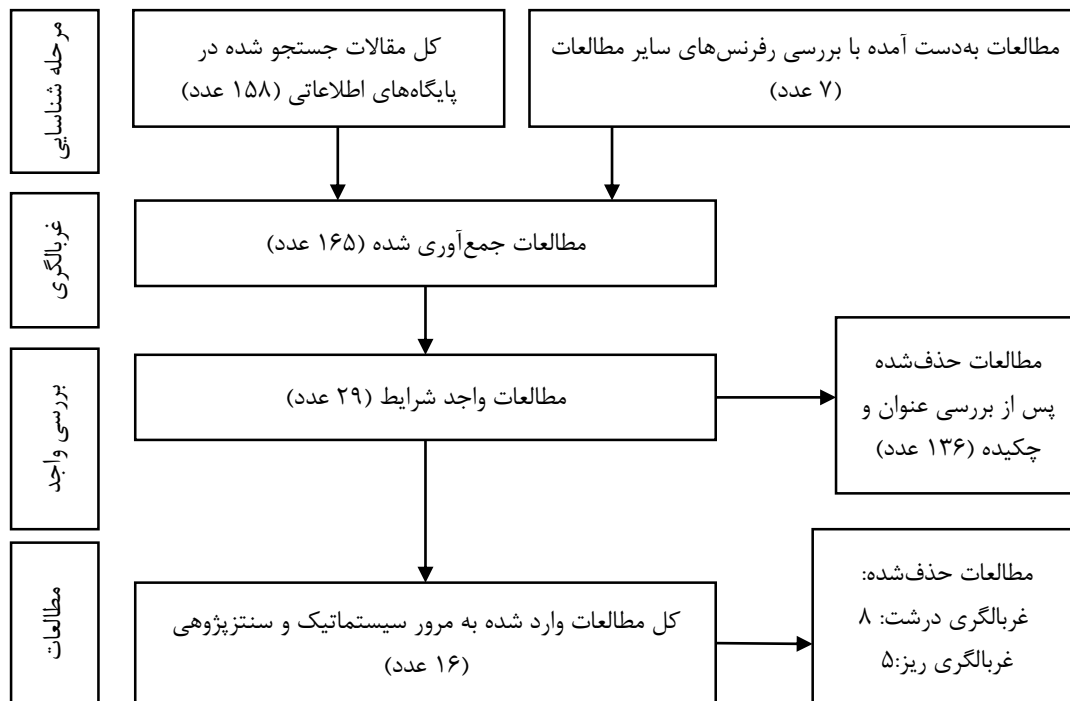 مرحله شناسایی
کل مقالات جستجو شده در
پایگاه‌های اطلاعاتی (۱۵۸ عدد)
مطالعات به‌دست آمده با بررسی رفرنس‌های سایر مطالعات
(۷ عدد)
غربالگری
مطالعات جمع‌آوری شده (۱۶۵ عدد)
بررسی واجد
مطالعات واجد شرایط (۲۹ عدد)
مطالعات حذف‌شده
پس از بررسی عنوان و
چکیده (۱۳۶ عدد)
مطالعات
کل مطالعات وارد شده به مرور سیستماتیک و سنتزپژوهی
(۱۶ عدد)
مطالعات حذف‌شده:
غربالگری درشت: ۸
غربالگری ریز:۵